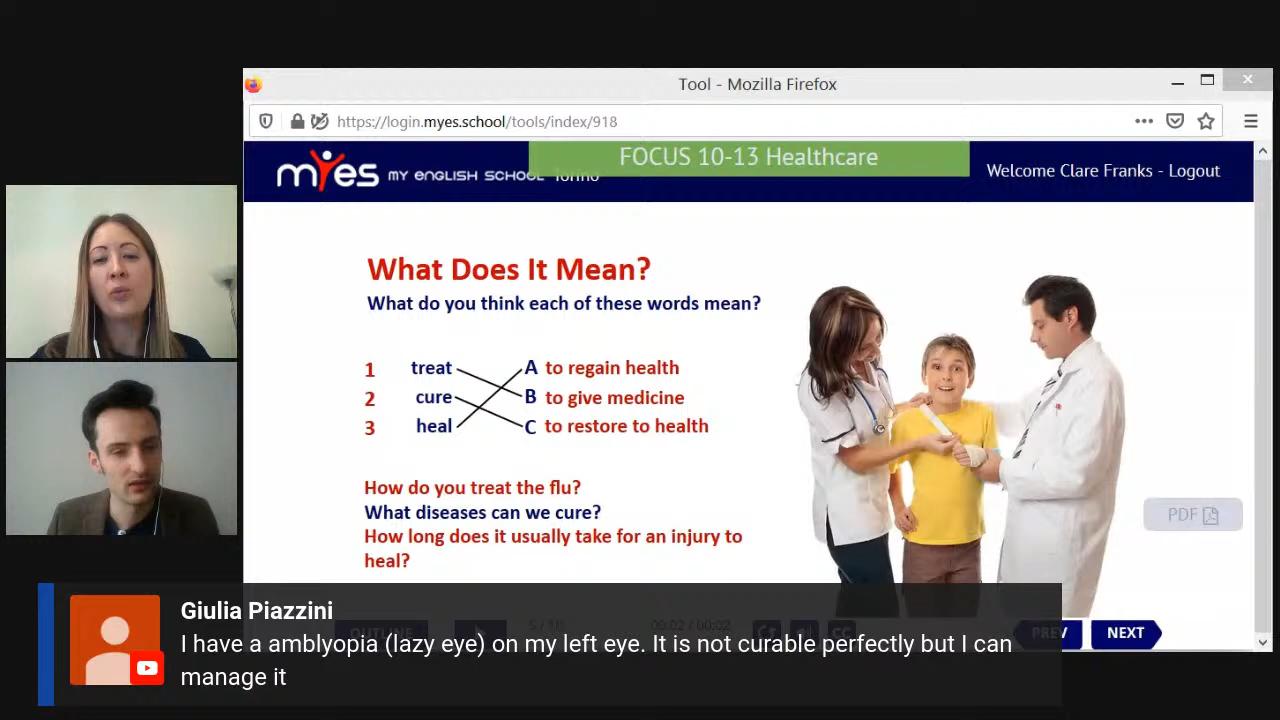 Tool - Mozilla Firefox
https://login.myes.school/tools/index/918
FOCUS 10-13 Healthcare
myes MY ENGLISH SCHOOL Torino
Welcome Clare Franks - Logout
What Does It Mean?
What do you think each of these words mean?
1 treat A to regain health
2 cure B to give medicine
3 heal C to restore to health
How do you treat the flu?
What diseases can we cure?
How long does it usually take for an injury to
heal?
PDF
OUTLINE
PREV NEXT
Giulia Piazzini
I have a amblyopia (lazy eye) on my left eye. It is not curable perfectly but I can
manage it